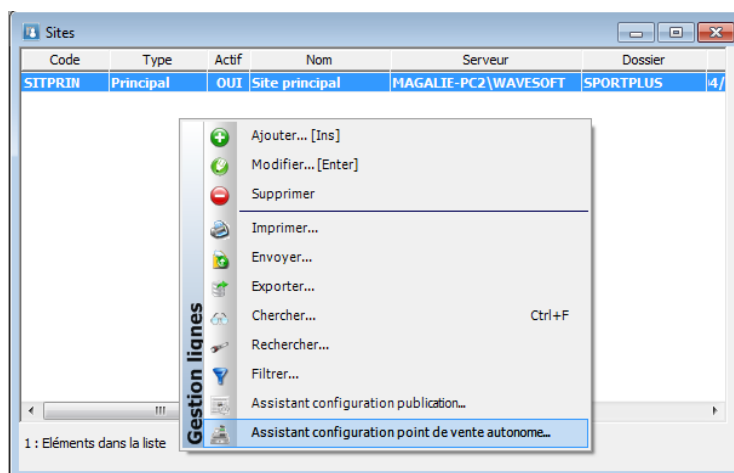 Sites
Code Type Actif Nom Serveur Dossier
SITPRIN Principal OUI Site principal MAGALIE-PC2\WAVESOFT SPORTPLUS 4/
Ajouter... [Ins]
Modifier... [Enter]
Supprimer
Imprimer...
Envoyer...
Exporter...
Chercher... Ctrl+F
Rechercher...
Filtrer...
Assistant configuration publication...
Assistant configuration point de vente autonome...
Gestion lignes
1 : Eléments dans la liste